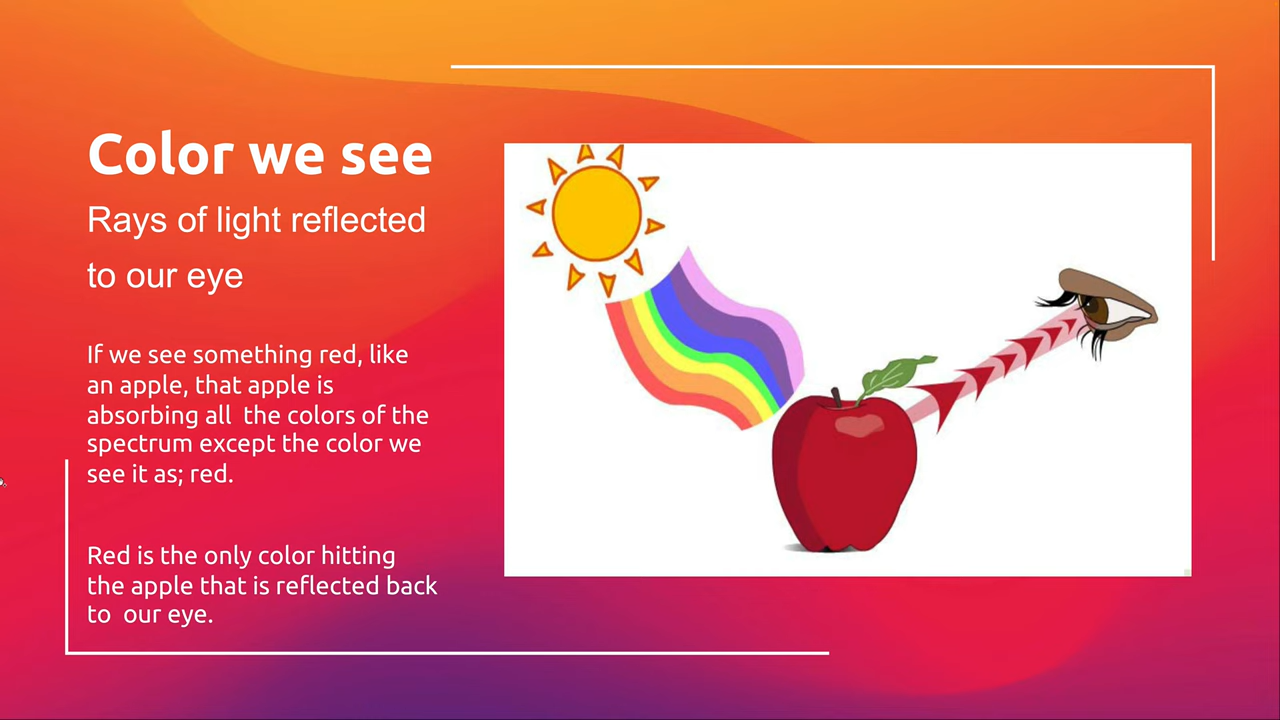 Color we see
Rays of light reflected
to our eye
If we see something red, like
an apple, that apple is
absorbing all  the colors of the
spectrum except the color we
see it as; red.
Red is the only color hitting
the apple that is reflected back
to  our eye.